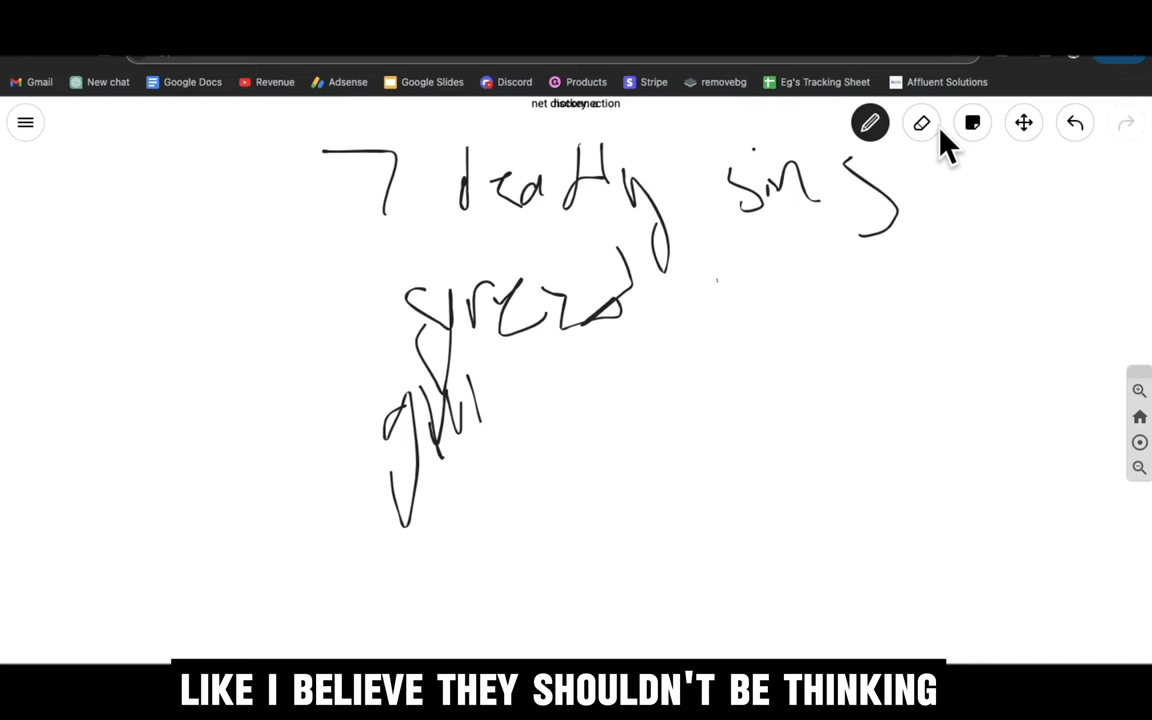 Gmail New chat Google Docs Revenue Adsense Google Slides Discord Products Stripe removebg Eg's Tracking Sheet Affluent Solutions
7 deadly sins
greed
LIKE I BELIEVE THEY SHOULDN'T BE THINKING